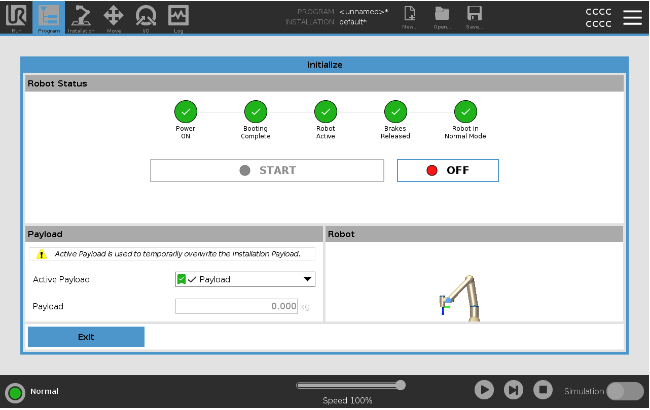 PROGRAM <unnamed>*
INSTALLATION default*
CCCC
CCCC
Run
Program
Installation
Move
I/O
Log
New...
Open...
Save...
Initialize
Robot Status
Power
ON
Booting
Complete
Robot
Active
Brakes
Released
Robot in
Normal Mode
START
OFF
Payload
Active Payload is used to temporarily overwrite the Installation Payload.
Active Payload
Payload
Payload
0.000 kg
Robot
Exit
Normal
Speed 100%
Simulation